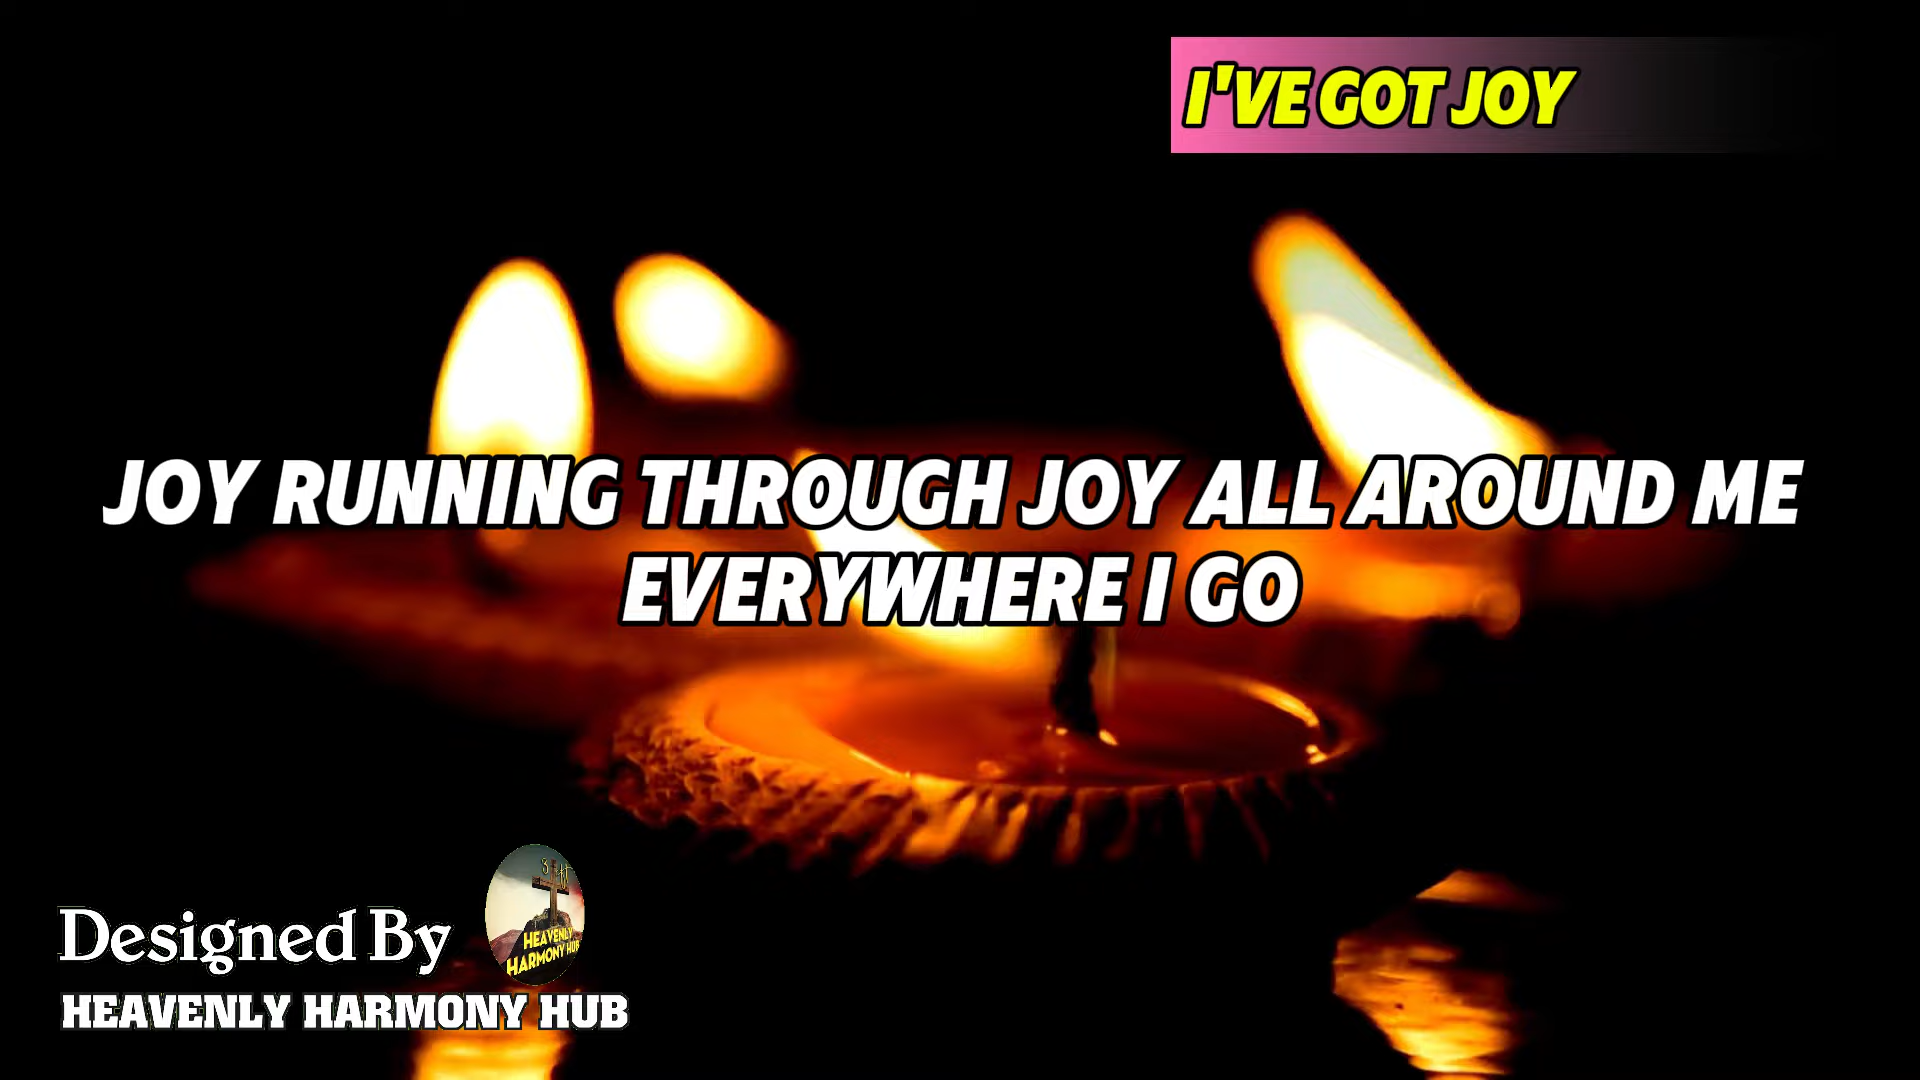 I'VE GOT JOY
JOY RUNNING THROUGH JOY ALL AROUND ME
EVERYWHERE I GO
Designed By
HEAVENLY
HARMONY HUB
HEAVENLY HARMONY HUB